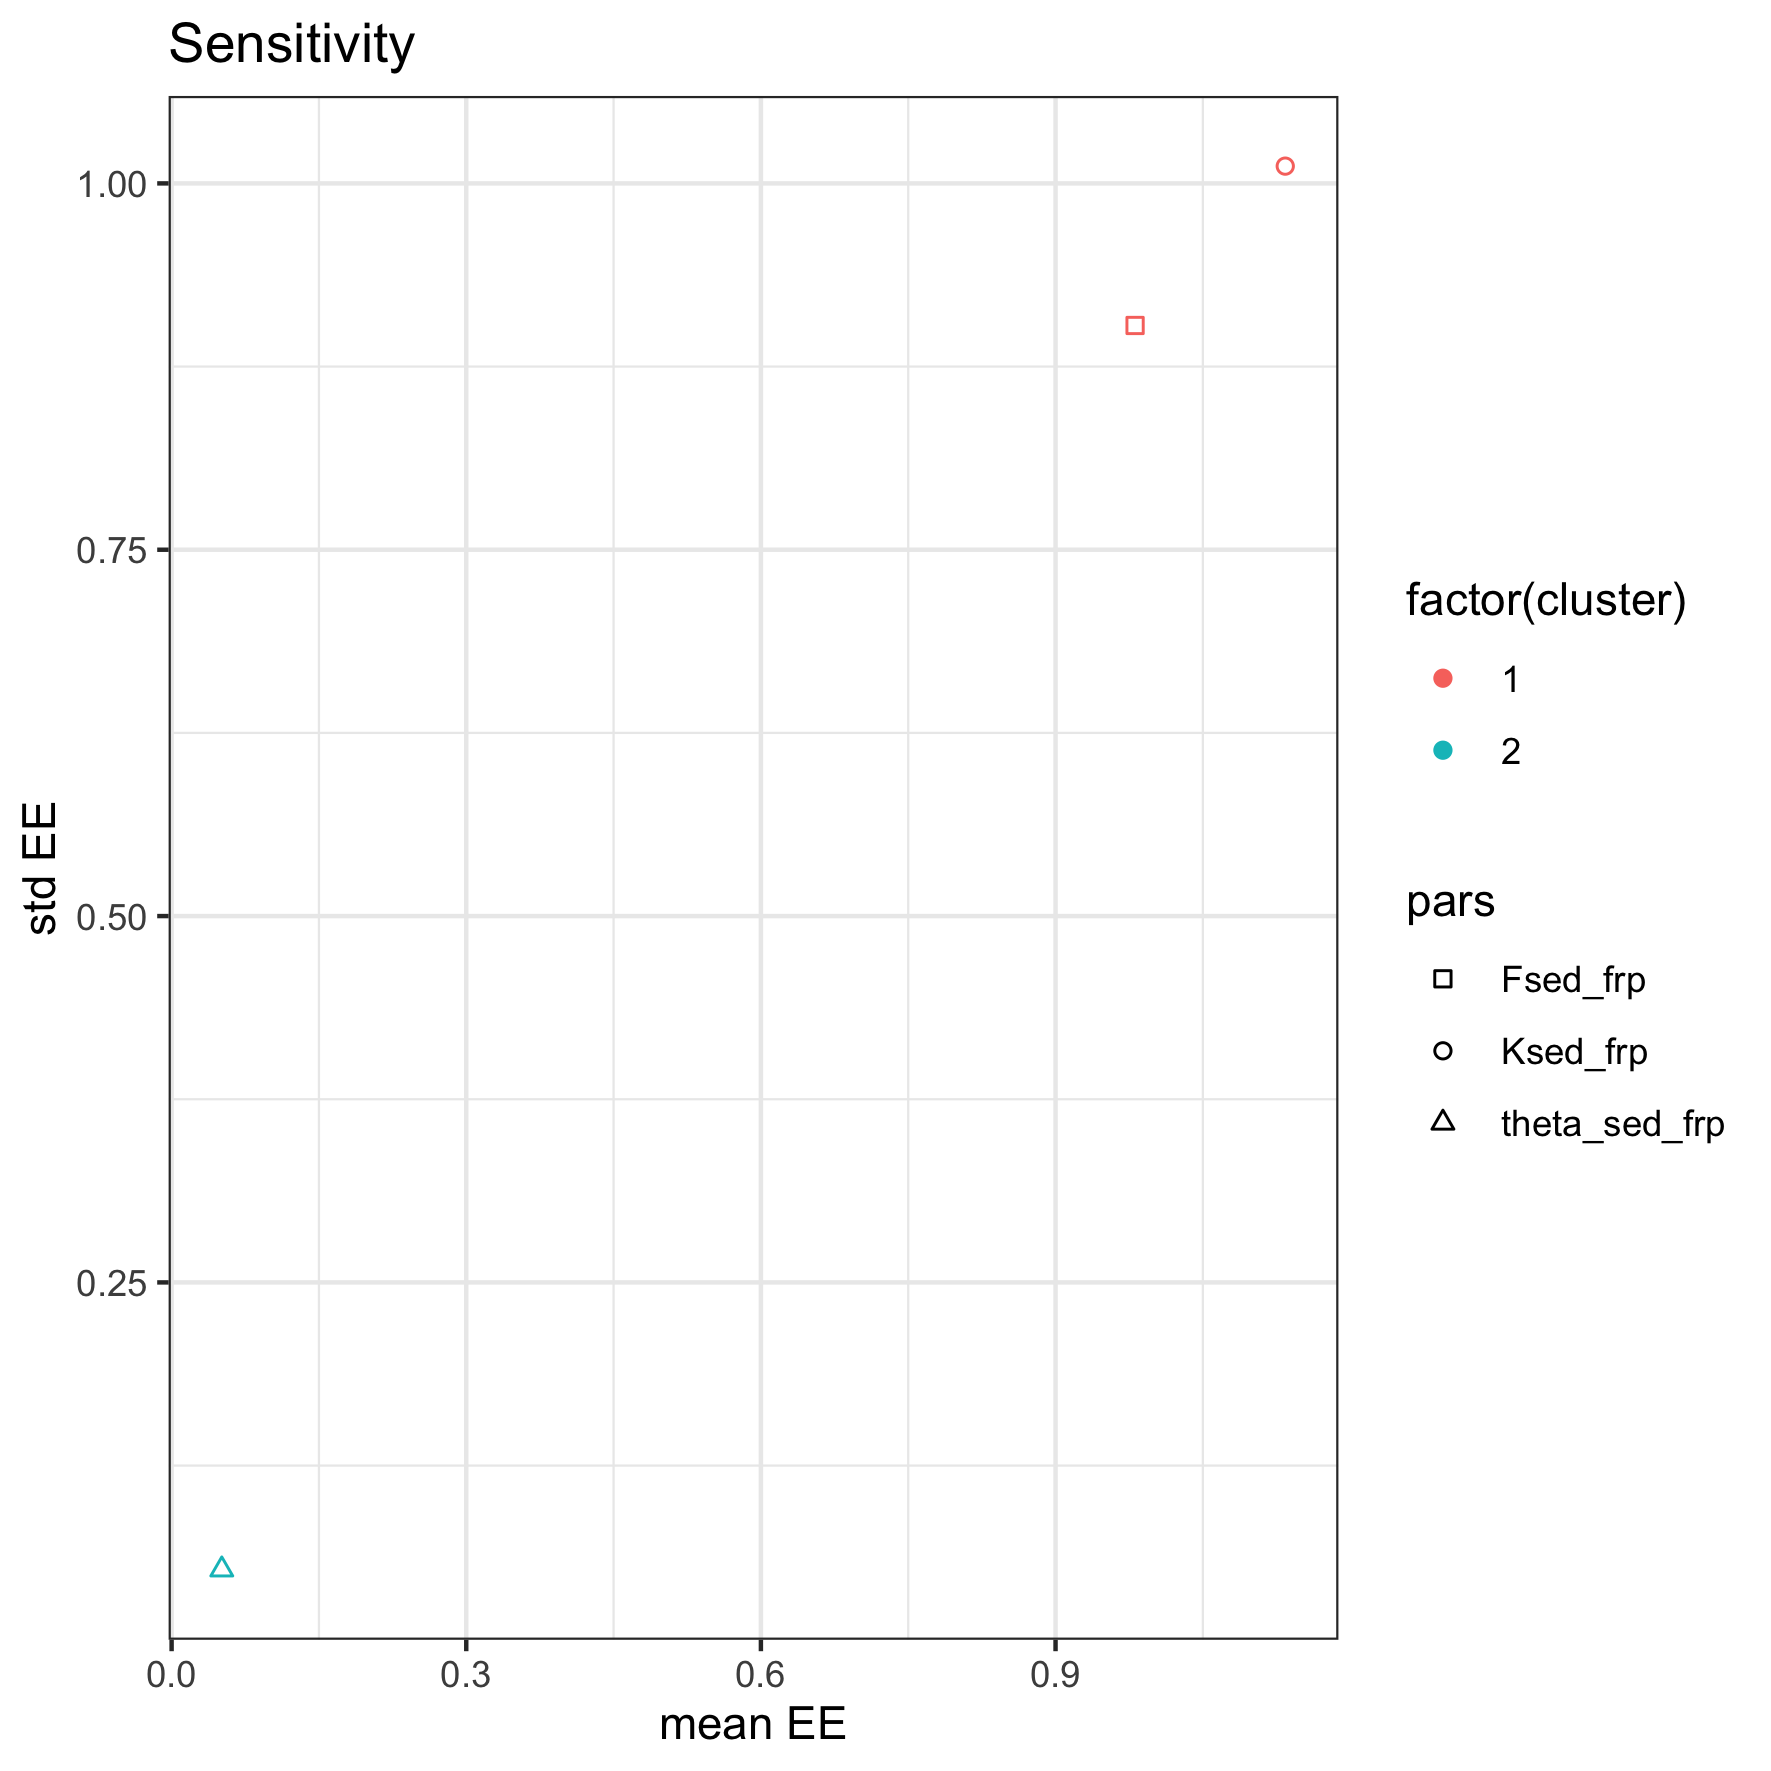 Sensitivity
1.00
0.75
0.50
0.25
std EE
0.0
0.3
0.6
0.9
mean EE
factor(cluster)
1
2
pars
Fsed_frp
Ksed_frp
theta_sed_frp